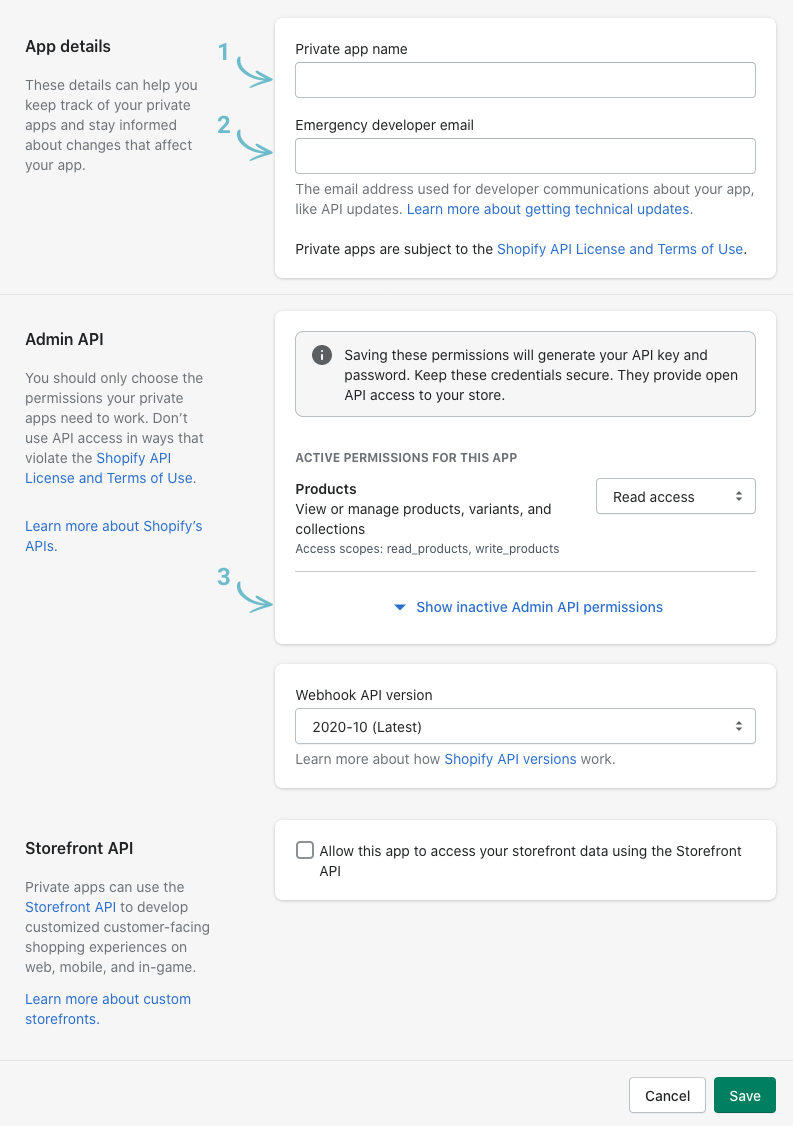 App details
These details can help you
keep track of your private
apps and stay informed
about changes that affect
your app.
1
Private app name
2
Emergency developer email
The email address used for developer communications about your app,
like API updates. Learn more about getting technical updates.
Private apps are subject to the Shopify API License and Terms of Use.
Admin API
You should only choose the
permissions your private
apps need to work. Don’t
use API access in ways that
violate the Shopify API
License and Terms of Use.
Learn more about Shopify’s
APIs.
Saving these permissions will generate your API key and
password. Keep these credentials secure. They provide open
API access to your store.
ACTIVE PERMISSIONS FOR THIS APP
Products
View or manage products, variants, and
collections
Access scopes: read_products, write_products
Read access
3
Show inactive Admin API permissions
Webhook API version
2020-10 (Latest)
Learn more about how Shopify API versions work.
Storefront API
Private apps can use the
Storefront API to develop
customized customer-facing
shopping experiences on
web, mobile, and in-game.
Learn more about custom
storefronts.
Allow this app to access your storefront data using the Storefront
API
Cancel
Save